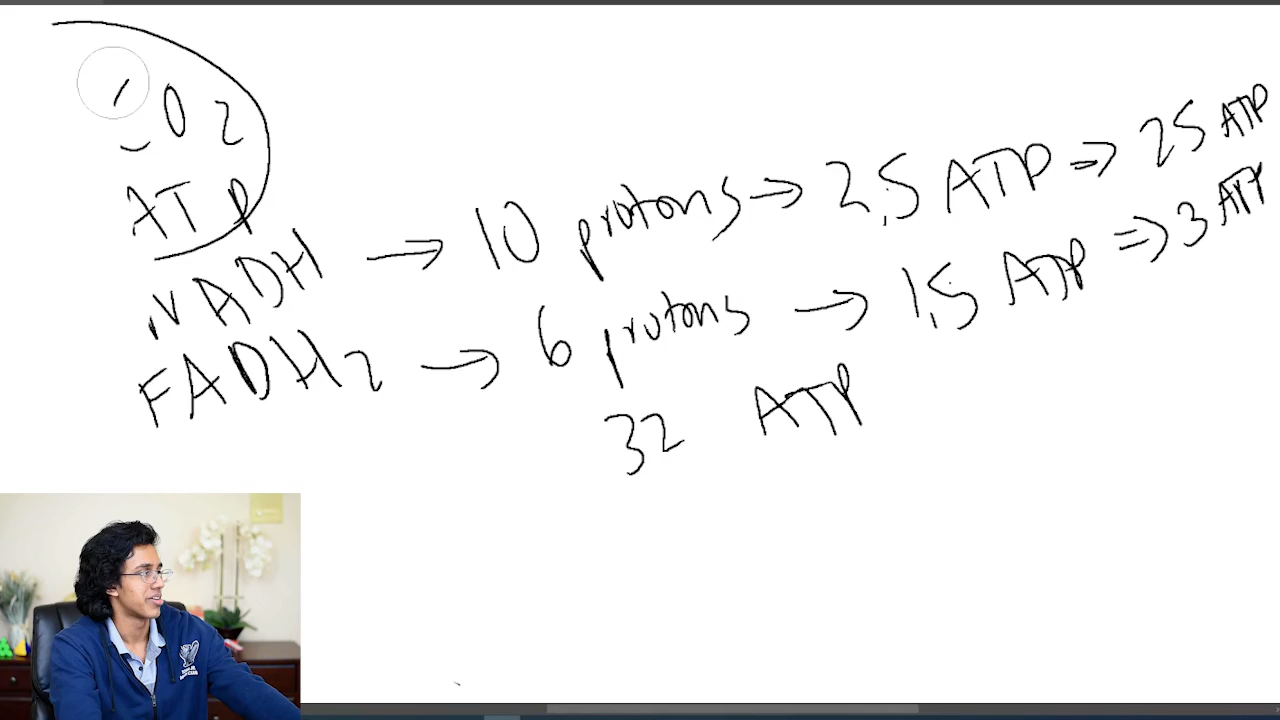 O2
ATP
NADH → 10 protons → 2.5 ATP ⇒ 25 ATP
FADH2 → 6 protons → 1.5 ATP ⇒ 3 ATP
32 ATP